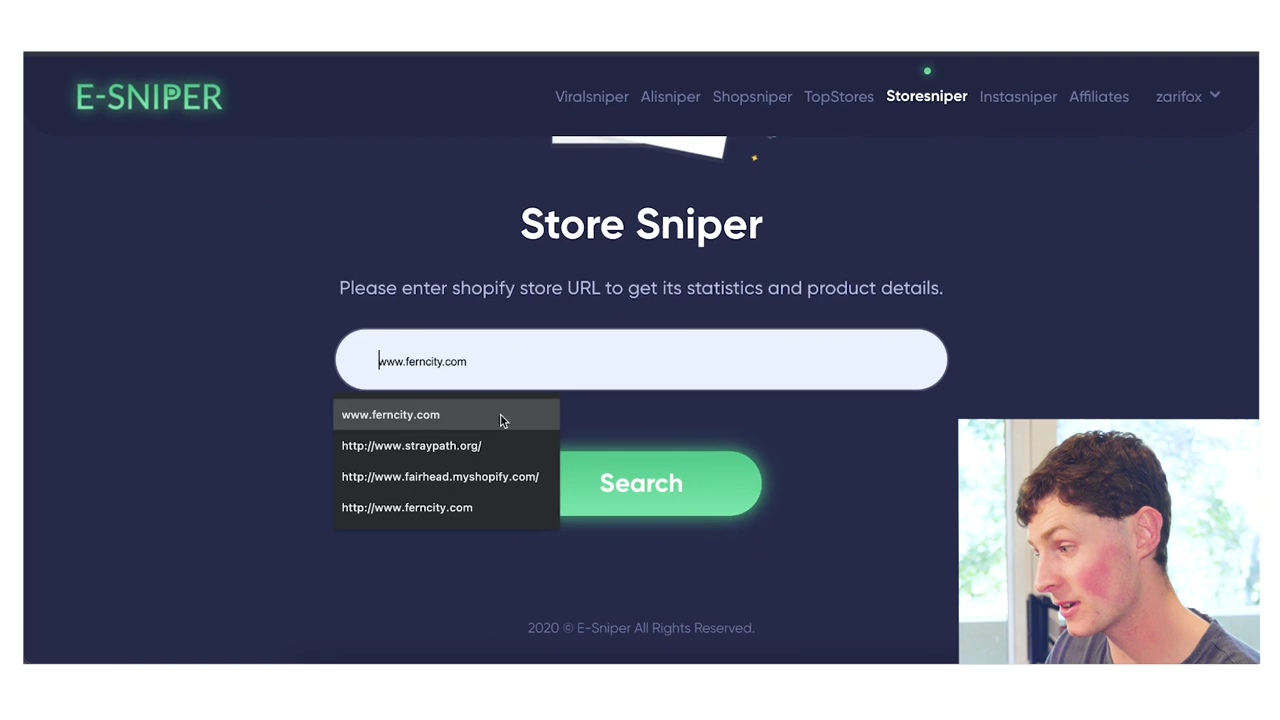 E-SNIPER
Viralsniper Alisniper Shopsniper TopStores Storesniper Instasniper Affiliates zarifox
Store Sniper
Please enter shopify store URL to get its statistics and product details.
www.ferncity.com
www.ferncity.com
http://www.straypath.org/
http://www.fairhead.myshopify.com/
http://www.ferncity.com
Search
2020 © E-Sniper All Rights Reserved.